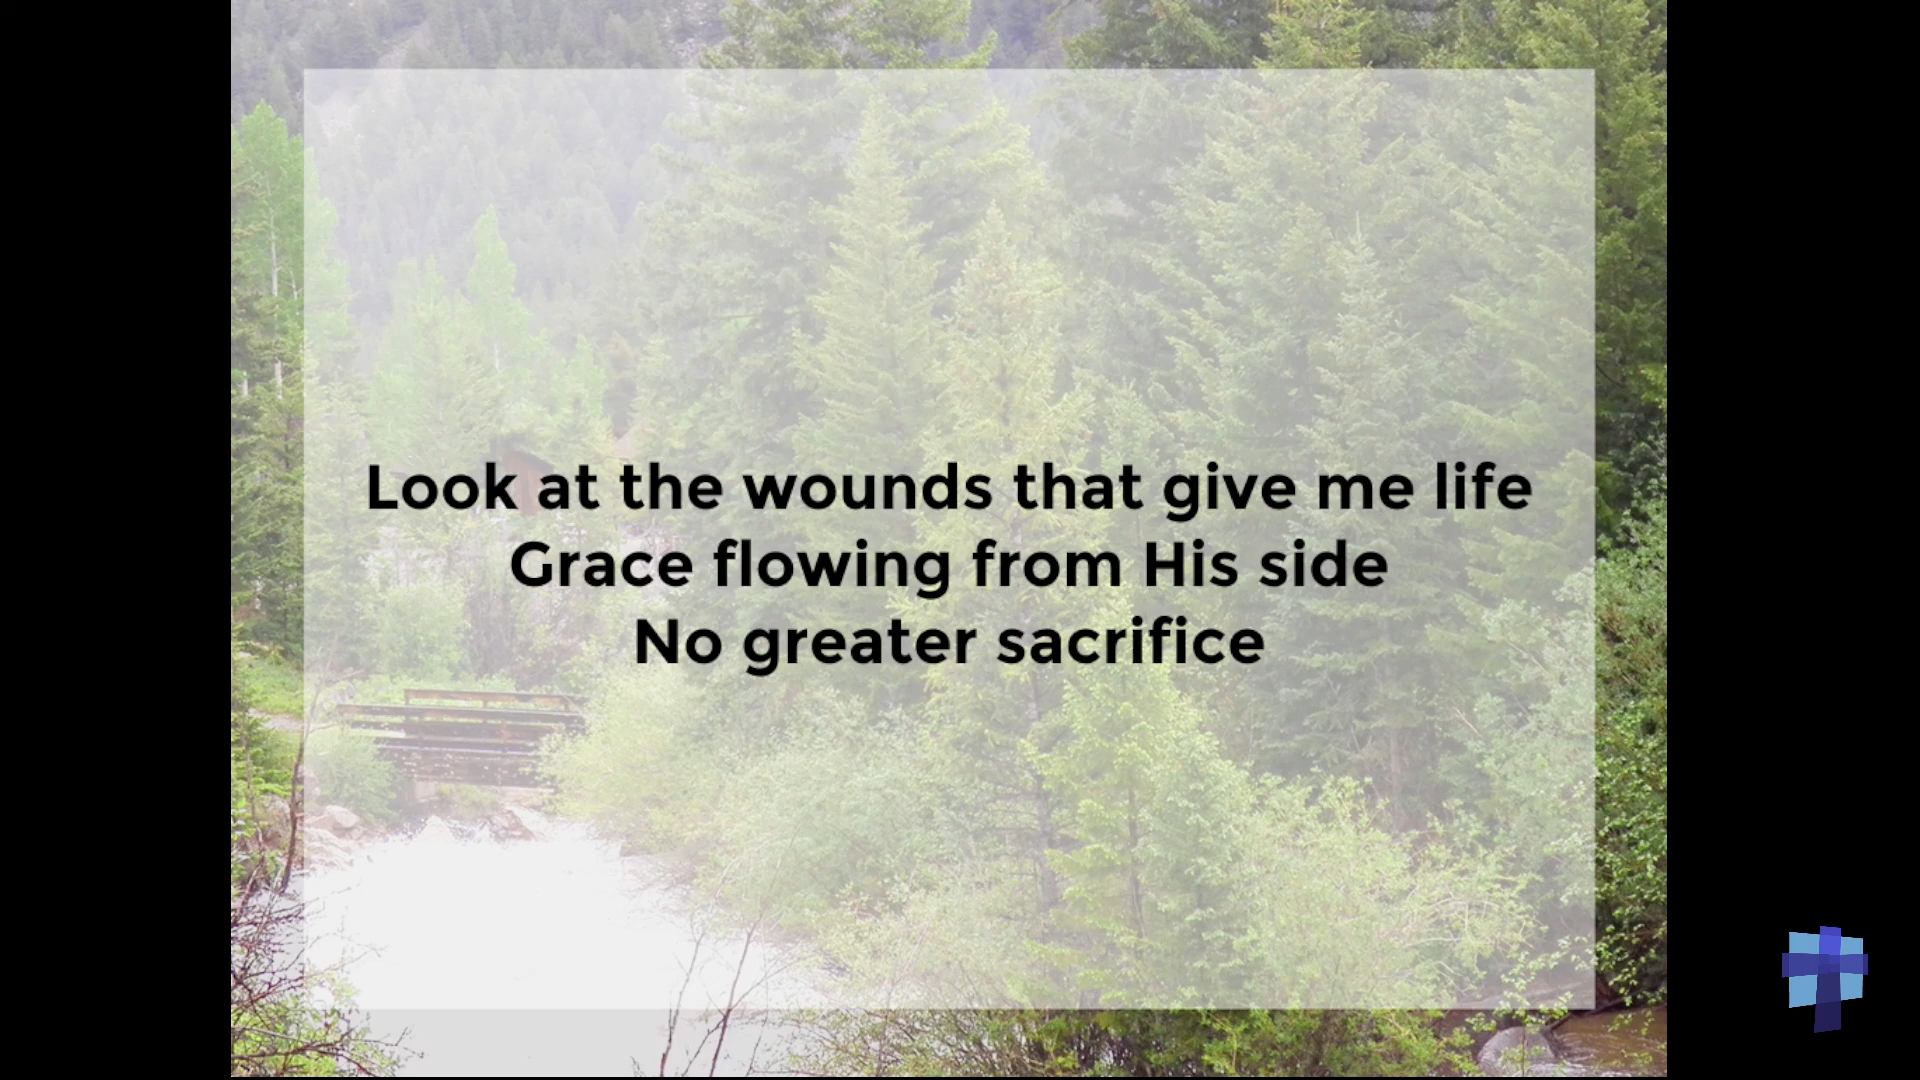 Look at the wounds that give me life
Grace flowing from His side
No greater sacrifice